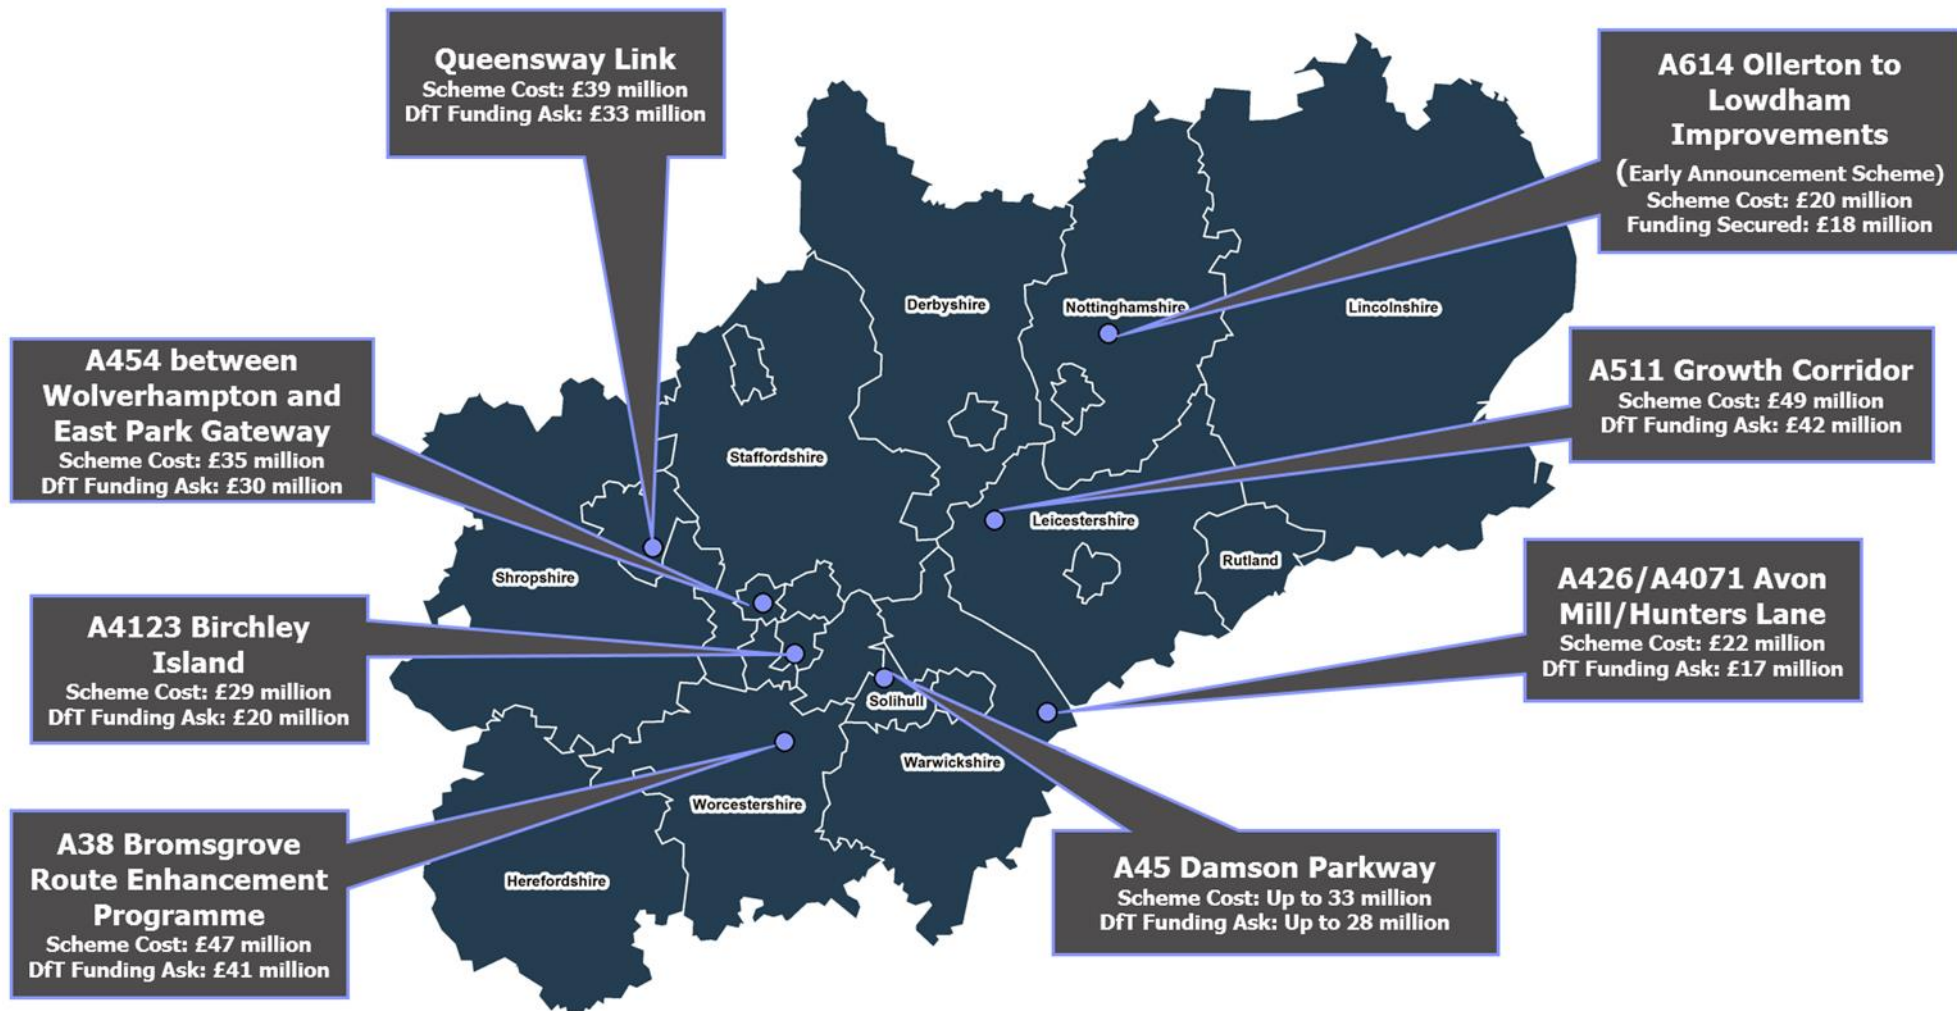 Queensway Link
Scheme Cost: £39 million
DfT Funding Ask: £33 million
A614 Ollerton to
Lowdham
Improvements
(Early Announcement Scheme)
Scheme Cost: £20 million
Funding Secured: £18 million
A454 between
Wolverhampton and
East Park Gateway
Scheme Cost: £35 million
DfT Funding Ask: £30 million
A511 Growth Corridor
Scheme Cost: £49 million
DfT Funding Ask: £42 million
A4123 Birchley
Island
Scheme Cost: £29 million
DfT Funding Ask: £20 million
A426/A4071 Avon
Mill/Hunters Lane
Scheme Cost: £22 million
DfT Funding Ask: £17 million
A38 Bromsgrove
Route Enhancement
Programme
Scheme Cost: £47 million
DfT Funding Ask: £41 million
A45 Damson Parkway
Scheme Cost: Up to 33 million
DfT Funding Ask: Up to 28 million
Derbyshire
Nottinghamshire
Lincolnshire
Staffordshire
Leicestershire
Rutland
Shropshire
Solihull
Warwickshire
Worcestershire
Herefordshire